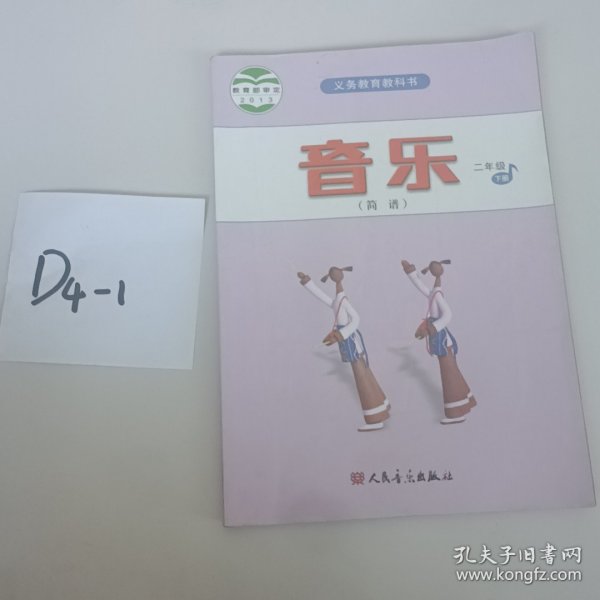 教育部审定
2013
义务教育教科书
音乐
二年级
下册
（简谱）
D4-1
人民音乐出版社
孔夫子旧书网
www.kongfz.com